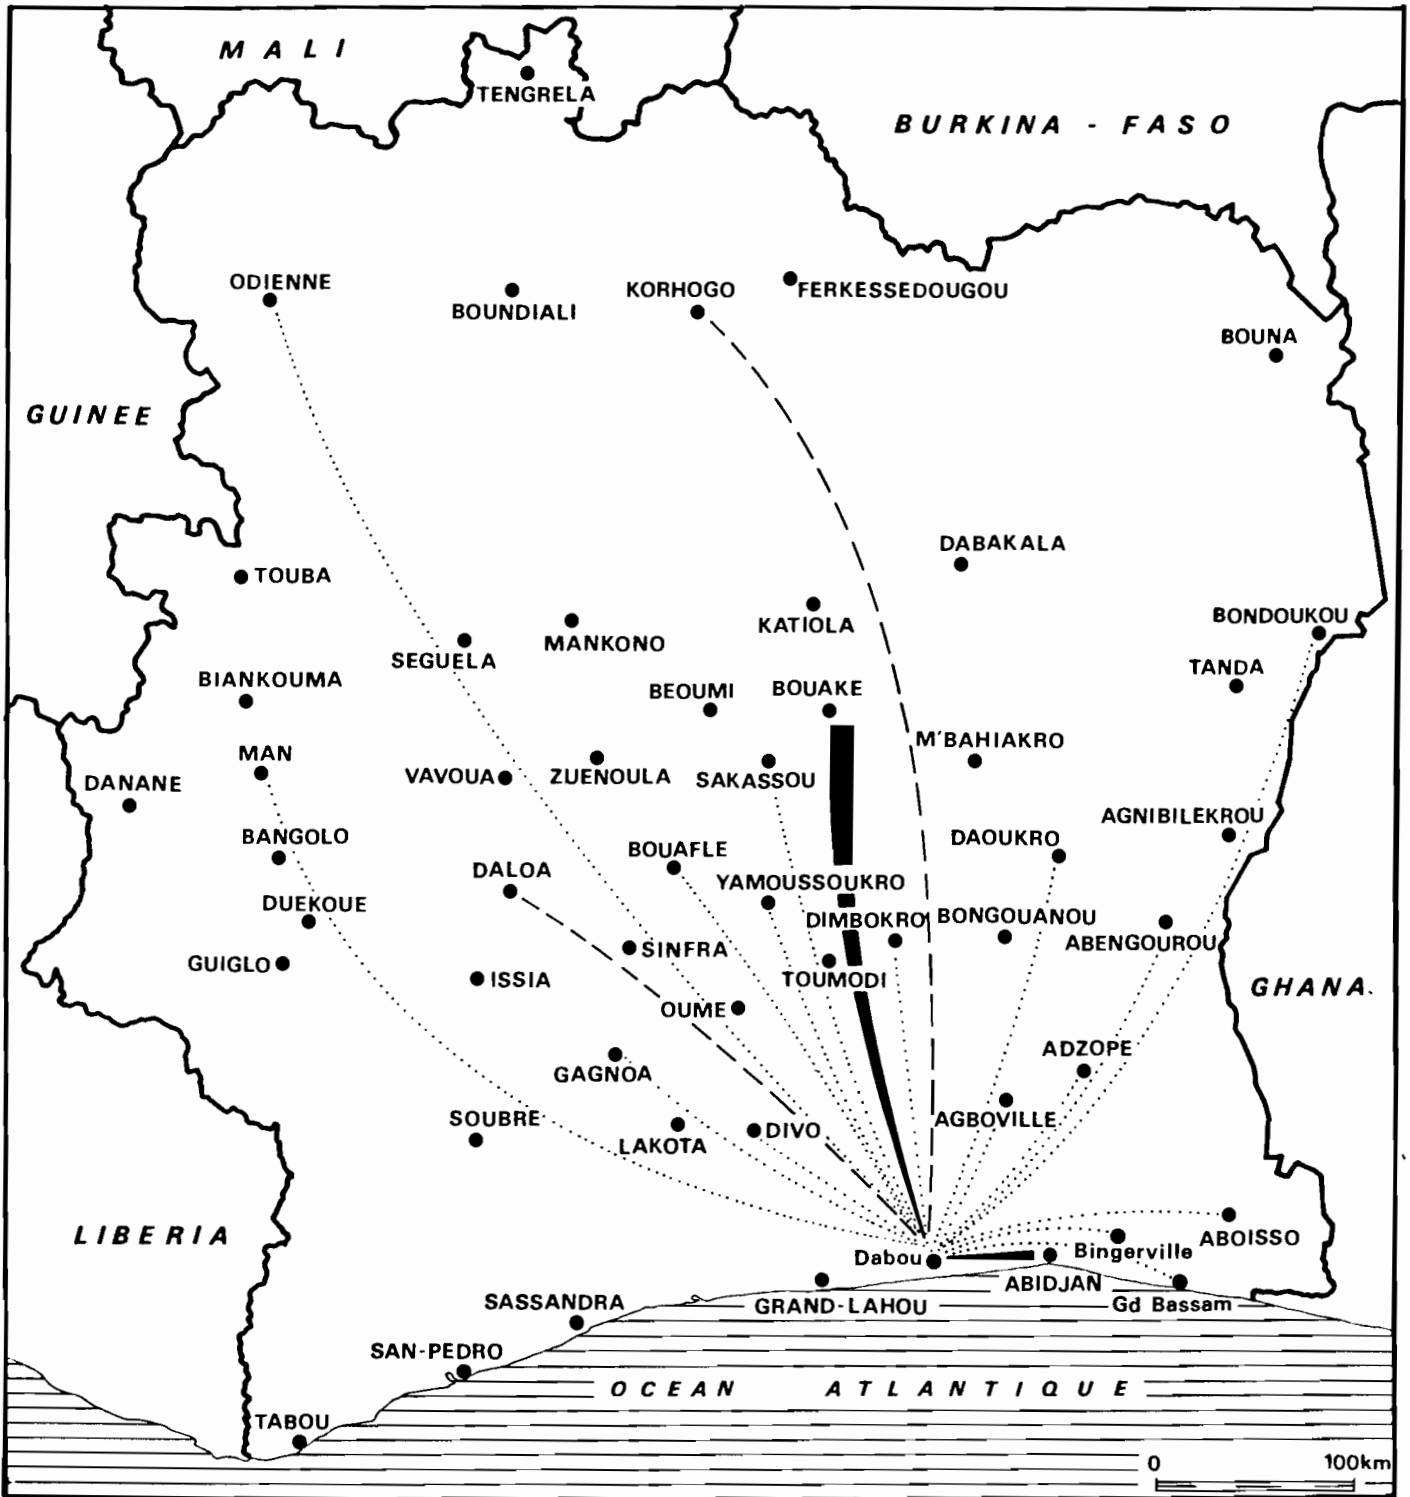 MALI
TENGRELA
BURKINA - FASO
ODIENNE
BOUNDIALI
KORHOGO
FERKESSEDOUGOU
BOUNA
GUINEE
DABAKALA
TOUBA
MANKONO
KATIOLA
BONDOUKOU
SEGUELA
TANDA
BIANKOUMA
BEOUMI
BOUAKE
MAN
M'BAHIAKRO
DANANE
VAVOUA
ZUENOULA
SAKASSOU
AGNIBILEKROU
BANGOLO
BOUAFLE
DAOUKRO
DALOA
YAMOUSSOUKRO
DUEKOUE
DIMBOKRO
BONGOUANOU
ABENGOUROU
SINFRA
GUIGLO
ISSIA
TOUMODI
GHANA
OUME
ADZOPE
GAGNOA
SOUBRE
LAKOTA
DIVO
AGBOVILLE
LIBERIA
Dabou
Bingerville
ABOISSO
ABIDJAN
SASSANDRA
GRAND-LAHOU
Gd Bassam
SAN-PEDRO
OCEAN ATLANTIQUE
TABOU
0 100km